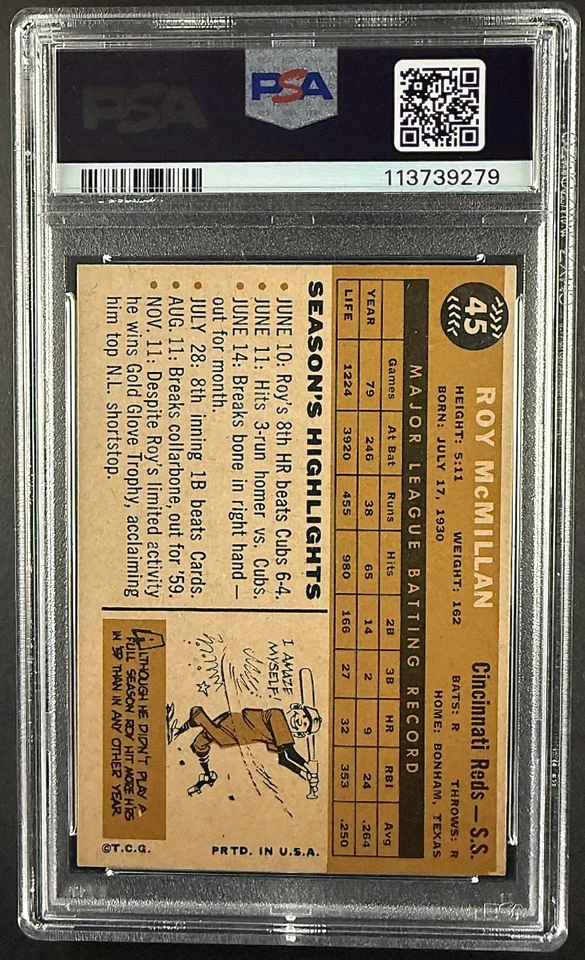 PSA
PSA
113739279
45
ROY McMILLAN
Cincinnati Reds — S.S.
HEIGHT: 5:11 WEIGHT: 162 BATS: R THROWS: R
BORN: JULY 17, 1930 HOME: BONHAM, TEXAS
MAJOR LEAGUE BATTING RECORD
Games At Bat Runs Hits 2B 3B HR RBI Avg
YEAR 79 246 38 65 14 2 9 24 .264
LIFE 1224 3920 455 980 166 27 32 353 .250
SEASON'S HIGHLIGHTS
• JUNE 10: Roy's 8th HR beats Cubs 6-4.
• JUNE 11: Hits 3-run homer vs. Cubs.
• JUNE 14: Breaks bone in right hand—
out for month.
• JULY 28: 8th inning 1B beats Cards.
• AUG. 11: Breaks collarbone, out for '59.
• NOV. 11: Despite Roy's limited activity
he wins Gold Glove Trophy, acclaiming
him top N.L. shortstop.
I AMAZE
MYSELF!
ALTHOUGH HE DIDN'T PLAY A
FULL SEASON ROY HIT MORE HRS
IN '59 THAN IN ANY OTHER YEAR
©T.C.G. PRTD. IN U.S.A.